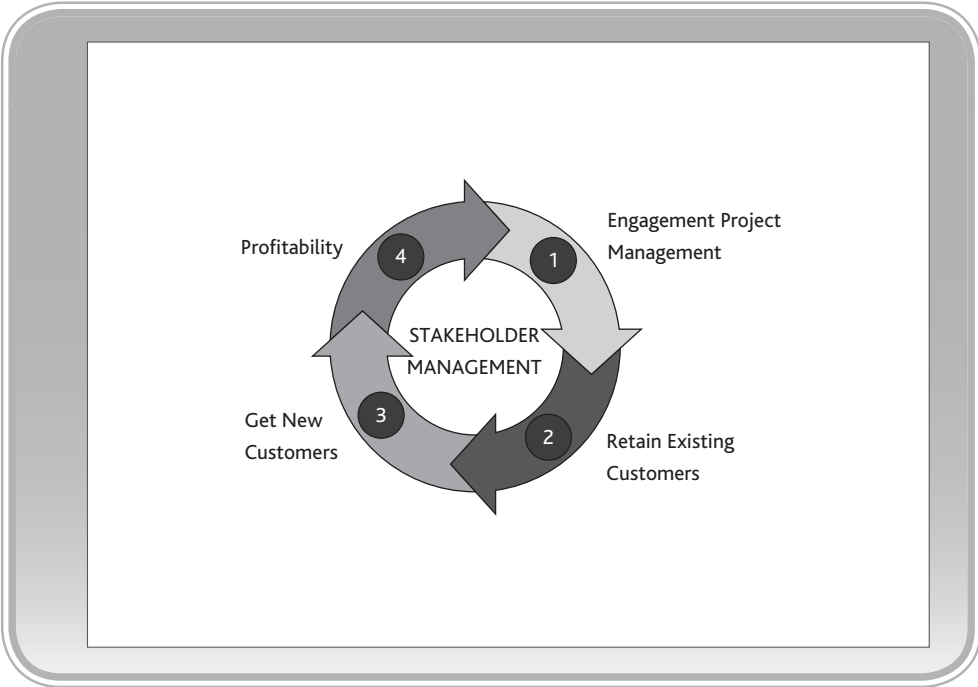 Profitability
4
1
Engagement Project
Management
STAKEHOLDER
MANAGEMENT
Get New
Customers
3
2
Retain Existing
Customers